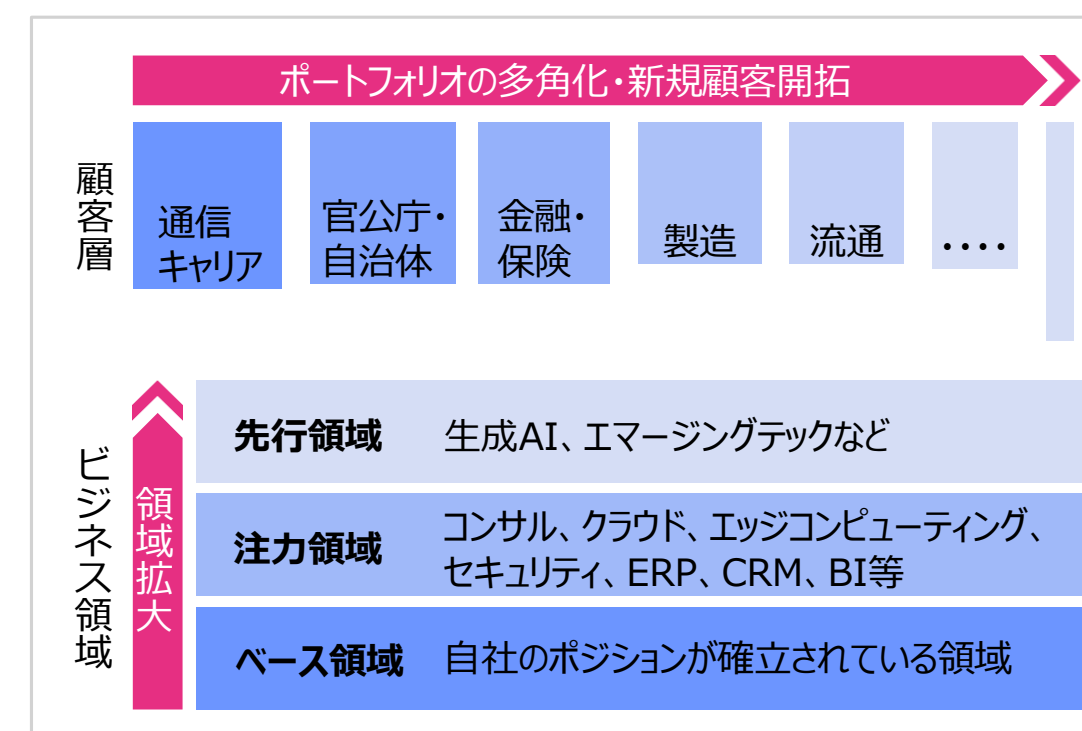 ポートフォリオの多角化・新規顧客開拓
顧客層
通信
キャリア
官公庁・
自治体
金融・
保険
製造
流通
････
ビジネス領域
領域拡大
先行領域
生成AI、エマージングテックなど
注力領域
コンサル、クラウド、エッジコンピューティング、
セキュリティ、ERP、CRM、BI等
ベース領域
自社のポジションが確立されている領域